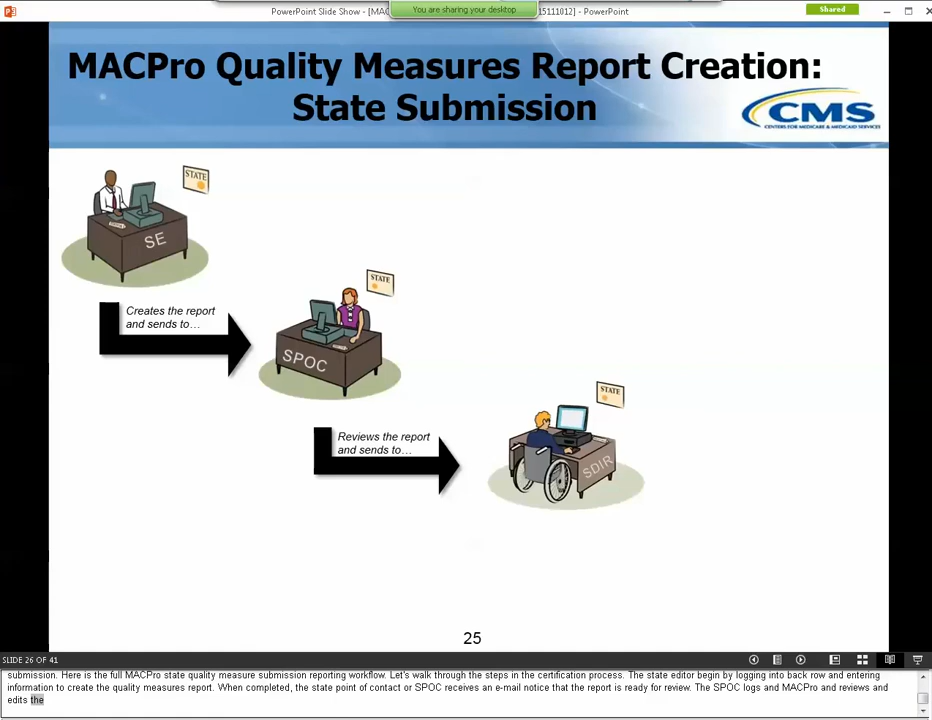 PowerPoint Slide Show - [MAC
You are sharing your desktop
15111012] - PowerPoint
Shared
MACPro Quality Measures Report Creation:
State Submission
CMS
CENTERS FOR MEDICARE & MEDICAID SERVICES
STATE
SE
Creates the report
and sends to...
STATE
SPOC
Reviews the report
and sends to...
STATE
SDIR
25
SLIDE 26 OF 41
submission. Here is the full MACPro state quality measure submission reporting workflow. Let's walk through the steps in the certification process. The state editor begin by logging into back row and entering
information to create the quality measures report. When completed, the state point of contact or SPOC receives an e-mail notice that the report is ready for review. The SPOC logs and MACPro and reviews and
edits the